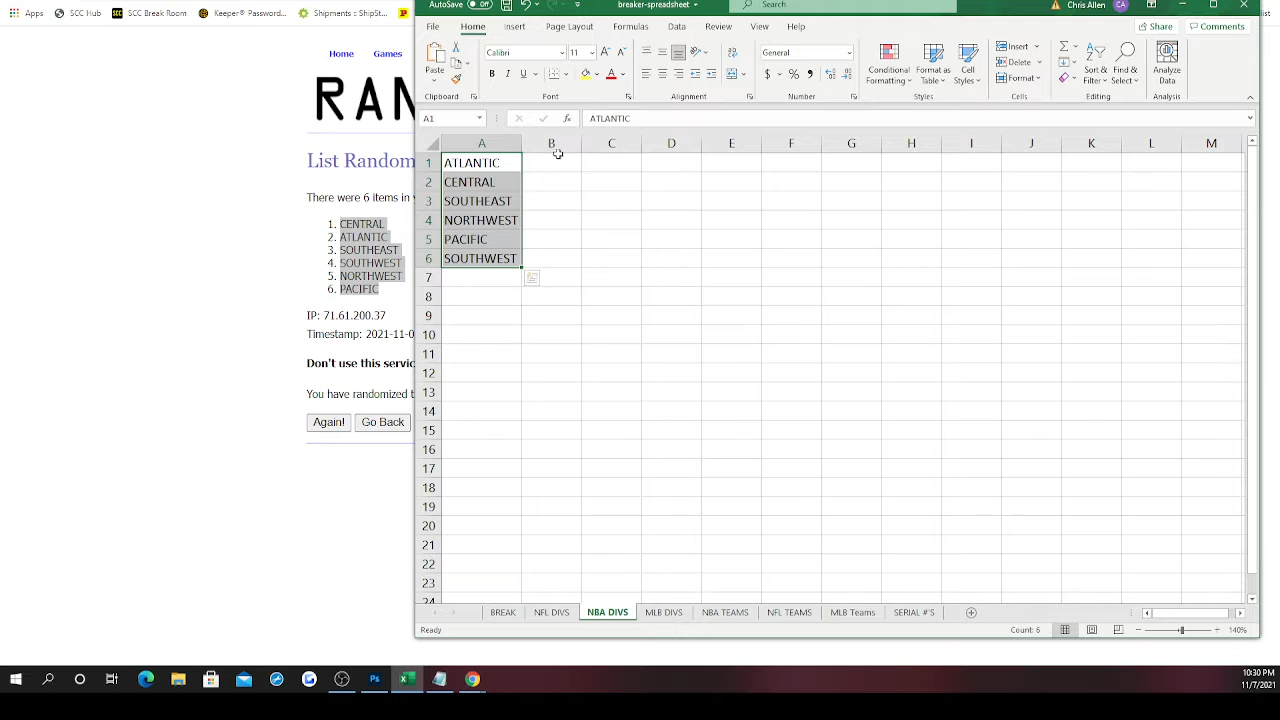 AutoSave Off breaker-spreadsheet Search Chris Allen
Apps SCC Hub SCC Break Room Keeper® Password... Shipments :: ShipSt...
File Home Insert Page Layout Formulas Data Review View Help Share Comments
Home Games
Paste
Calibri 11
General
Conditional Formatting
Format as Table
Cell Styles
Insert
Delete
Format
Sort & Filter
Find & Select
Analyze Data
Clipboard Font Alignment Number Styles Cells Editing Analysis
A1 fx ATLANTIC
RAN
A B C D E F G H I J K L M
1 ATLANTIC
2 CENTRAL
3 SOUTHEAST
4 NORTHWEST
5 PACIFIC
6 SOUTHWEST
7
8
9
10
11
12
13
14
15
16
17
18
19
20
21
22
23
24
List Random
There were 6 items in y
1. CENTRAL
2. ATLANTIC
3. SOUTHEAST
4. SOUTHWEST
5. NORTHWEST
6. PACIFIC
IP: 71.61.200.37
Timestamp: 2021-11-0
Don't use this servic
You have randomized t
Again! Go Back
BREAK NFL DIVS NBA DIVS MLB DIVS NBA TEAMS NFL TEAMS MLB Teams SERIAL #'S
Ready Count: 6 140%
10:30 PM
11/7/2021